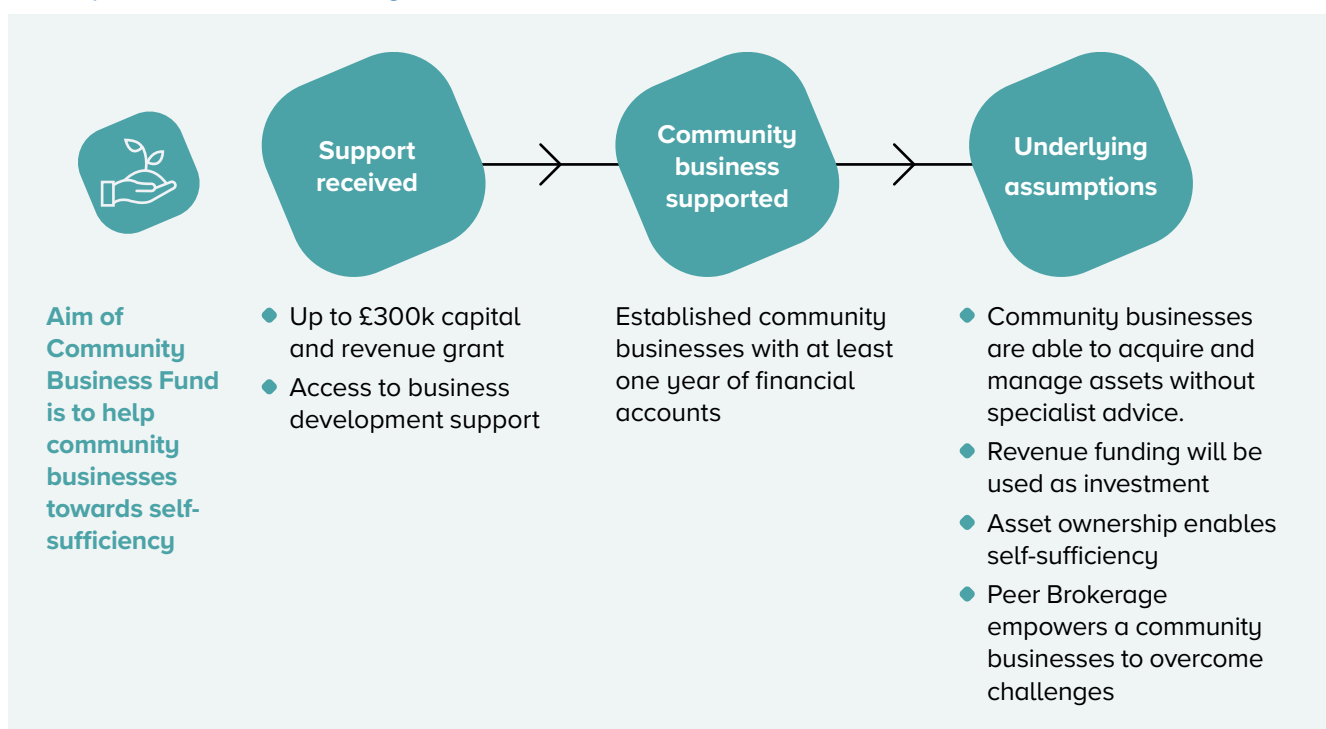 Support
received
Community
business
supported
Underlying
assumptions
Aim of
Community
Business Fund
is to help
community
businesses
towards self-
sufficiency
Up to £300k capital
and revenue grant
Access to business
development support
Established community
businesses with at least
one year of financial
accounts
Community businesses
are able to acquire and
manage assets without
specialist advice.
Revenue funding will be
used as investment
Asset ownership enables
self-sufficiency
Peer Brokerage
empowers a community
businesses to overcome
challenges